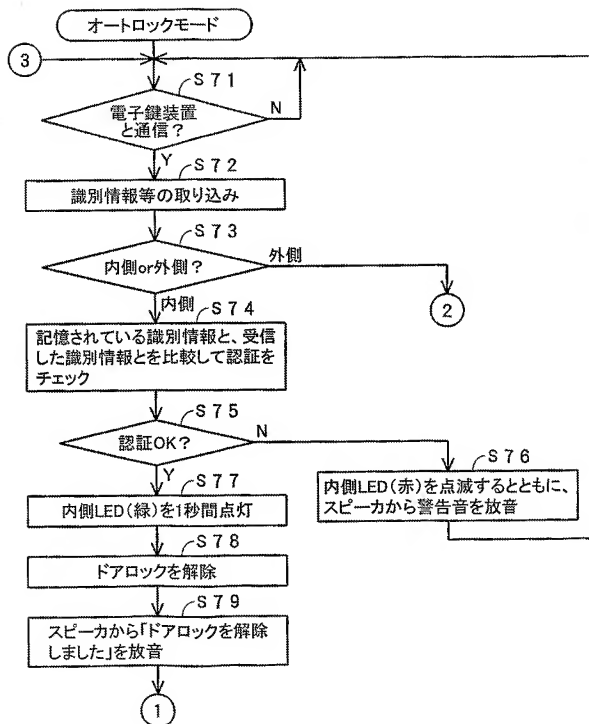 オートロックモード
3
S71
電子鍵装置
と通信?
N
Y
S72
識別情報等の取り込み
S73
内側or外側?
外側
2
内側
S74
記憶されている識別情報と、受信
した識別情報とを比較して認証を
チェック
S75
認証OK?
N
Y
S76
内側LED(赤)を点滅するとともに、
スピーカから警告音を放音
S77
内側LED(緑)を1秒間点灯
S78
ドアロックを解除
S79
スピーカから「ドアロックを解除
しました」を放音
1